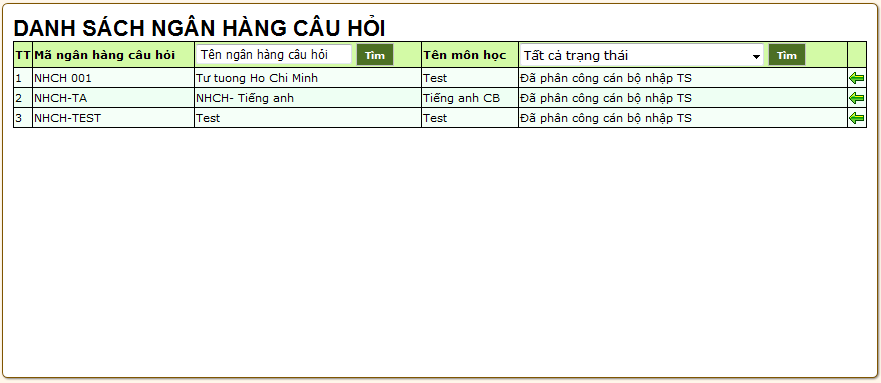 DANH SÁCH NGÂN HÀNG CÂU HỎI
TT Mã ngân hàng câu hỏi Tên ngân hàng câu hỏi Tìm Tên môn học Tất cả trạng thái Tìm
1 NHCH 001 Tư tuong Ho Chi Minh Test Đã phân công cán bộ nhập TS
2 NHCH-TA NHCH- Tiếng anh Tiếng anh CB Đã phân công cán bộ nhập TS
3 NHCH-TEST Test Test Đã phân công cán bộ nhập TS